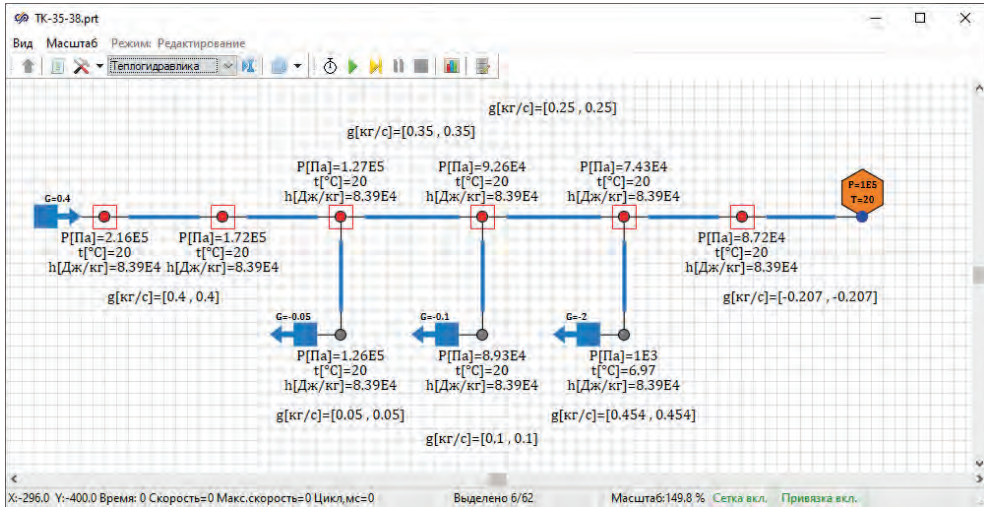 TK-35-38.prt
Вид Масштаб Режим: Редактирование
Теплогидравлика
g[кг/с]=[0.25 , 0.25]
g[кг/с]=[0.35 , 0.35]
P[Па]=1.27E5
t[°C]=20
h[Дж/кг]=8.39E4
P[Па]=9.26E4
t[°C]=20
h[Дж/кг]=8.39E4
P[Па]=7.43E4
t[°C]=20
h[Дж/кг]=8.39E4
G=0.4
P=1E5
T=20
P[Па]=2.16E5
t[°C]=20
h[Дж/кг]=8.39E4
P[Па]=1.72E5
t[°C]=20
h[Дж/кг]=8.39E4
P[Па]=8.72E4
t[°C]=20
h[Дж/кг]=8.39E4
g[кг/с]=[0.4 , 0.4]
g[кг/с]=[-0.207 , -0.207]
G=-0.05
G=-0.1
G=-2
P[Па]=1.26E5
t[°C]=20
h[Дж/кг]=8.39E4
P[Па]=8.93E4
t[°C]=20
h[Дж/кг]=8.39E4
P[Па]=1E3
t[°C]=6.97
h[Дж/кг]=8.39E4
g[кг/с]=[0.05 , 0.05]
g[кг/с]=[0.454 , 0.454]
g[кг/с]=[0.1 , 0.1]
X:-296.0 Y:-400.0 Время: 0 Скорость=0 Макс.скорость=0 Цикл,мс=0 Выделено 6/62 Масштаб:149.8 % Сетка вкл. Привязка вкл.